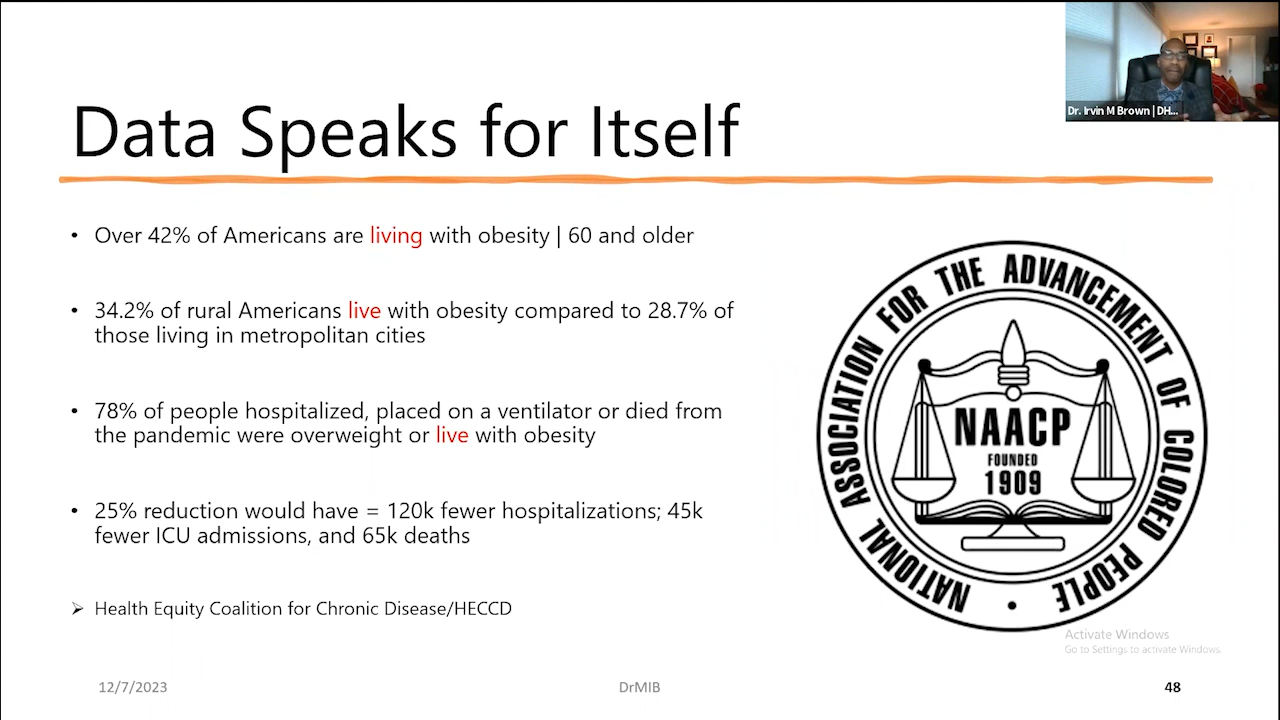 Dr. Irvin M Brown | DH...
Data Speaks for Itself
• Over 42% of Americans are living with obesity | 60 and older
• 34.2% of rural Americans live with obesity compared to 28.7% of
those living in metropolitan cities
• 78% of people hospitalized, placed on a ventilator or died from
the pandemic were overweight or live with obesity
• 25% reduction would have = 120k fewer hospitalizations; 45k
fewer ICU admissions, and 65k deaths
➢ Health Equity Coalition for Chronic Disease/HECCD
NATIONAL ASSOCIATION FOR THE ADVANCEMENT OF COLORED PEOPLE •
NAACP
FOUNDED
1909
Activate Windows
Go to Settings to activate Windows.
12/7/2023
DrMIB
48